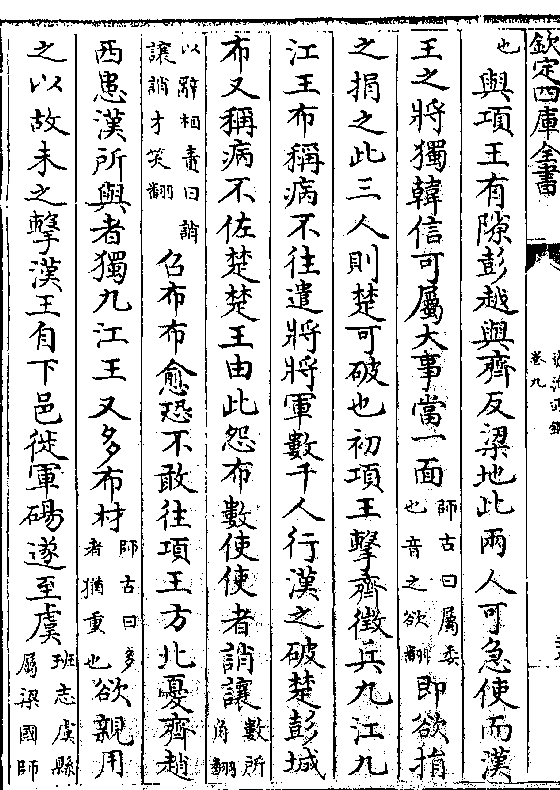 欽定四庫全書
卷九
也與項王有隙彭越與齊反梁地此兩人可急使而漢
王之將獨韓信可屬大事當一面師古曰屬委也音之欲翻即欲捐
之捐之此三人則楚可破也初項王擊齊徵兵九江九
江王布稱病不往遣將將軍數千人行漢之破楚彭城
布又稱病不佐楚楚王由此怨布數使使者誚讓數所角翻
以辭相責曰誚讓誚才笑翻召布布愈恐不敢往項王方北憂齊趙
西患漢所與者獨九江王又多布材師古曰多者猶重也欲親用
之以故未之擊漢王自下邑徙軍碭遂至虞班志虞縣屬梁國師